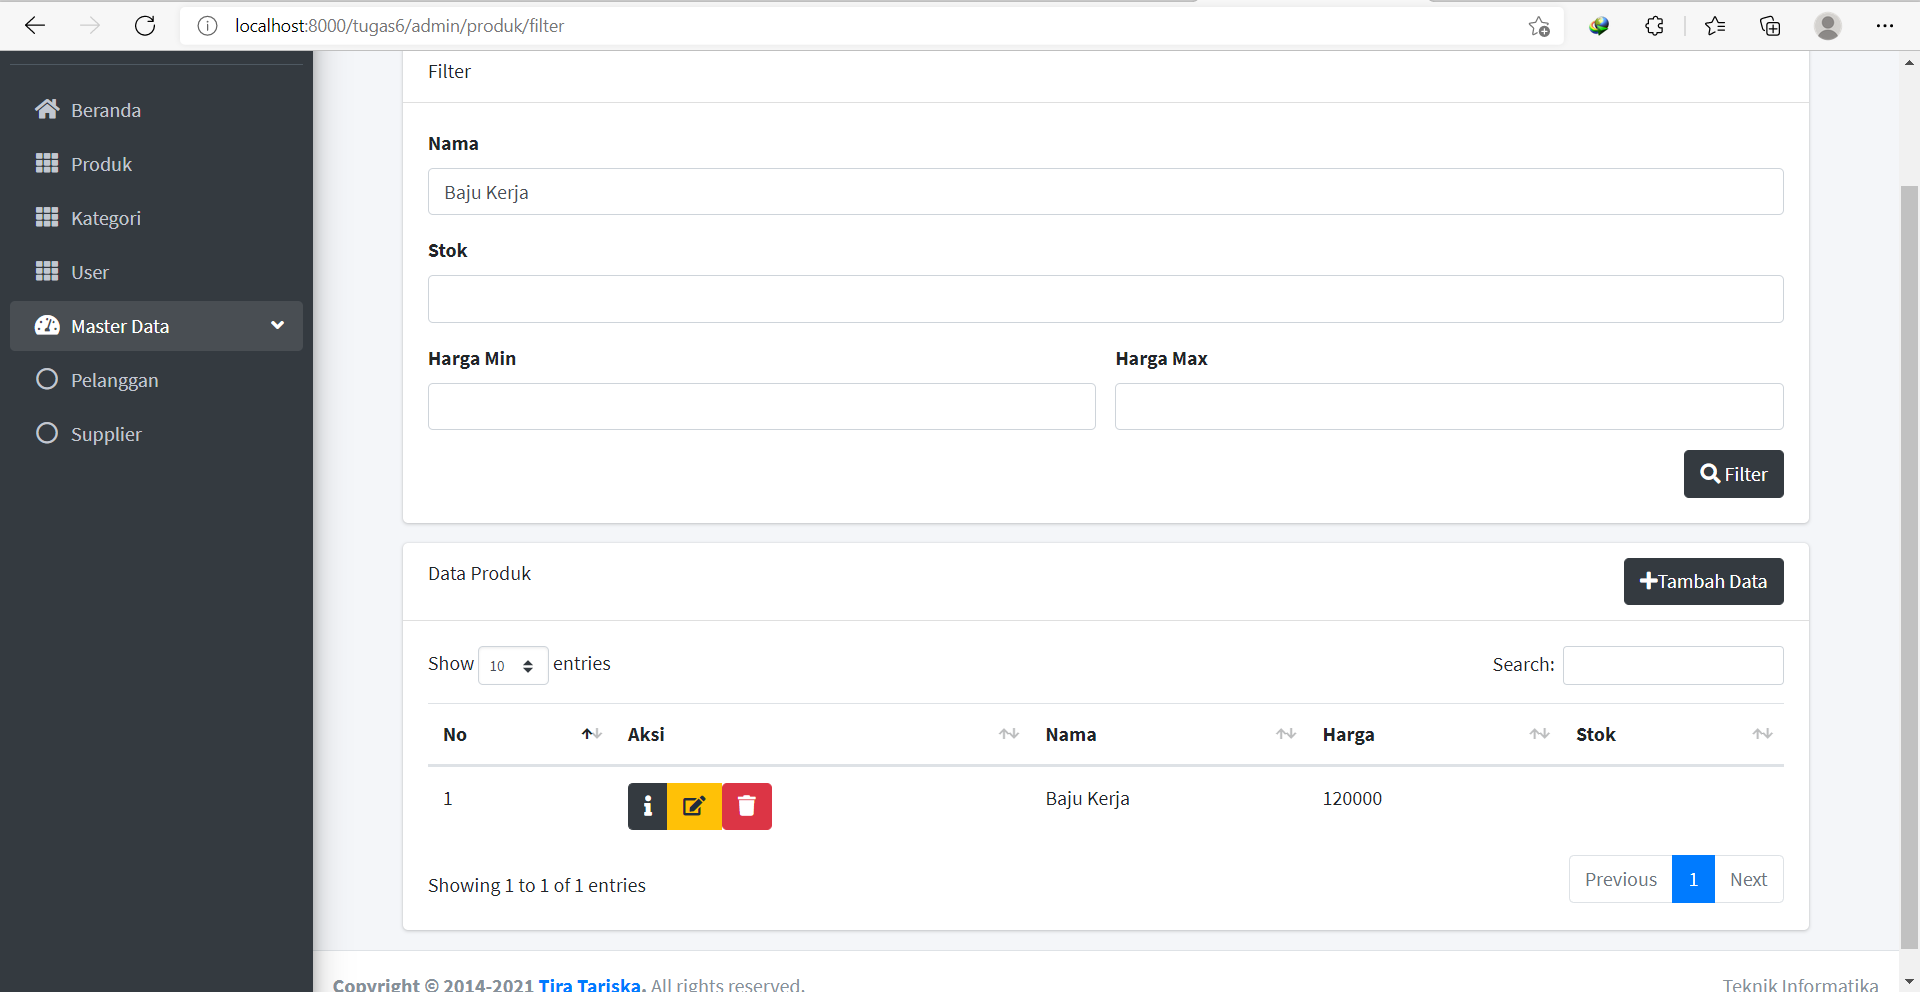 localhost:8000/tugas6/admin/produk/filter
Beranda
Produk
Kategori
User
Master Data
Pelanggan
Supplier
Filter
Nama
Baju Kerja
Stok
Harga Min
Harga Max
Filter
Data Produk
Tambah Data
Show 10 entries
Search:
No Aksi Nama Harga Stok
1 Baju Kerja 120000
Showing 1 to 1 of 1 entries
Previous 1 Next
Copyright © 2014-2021 Tira Tariska. All rights reserved.
Teknik Informatika